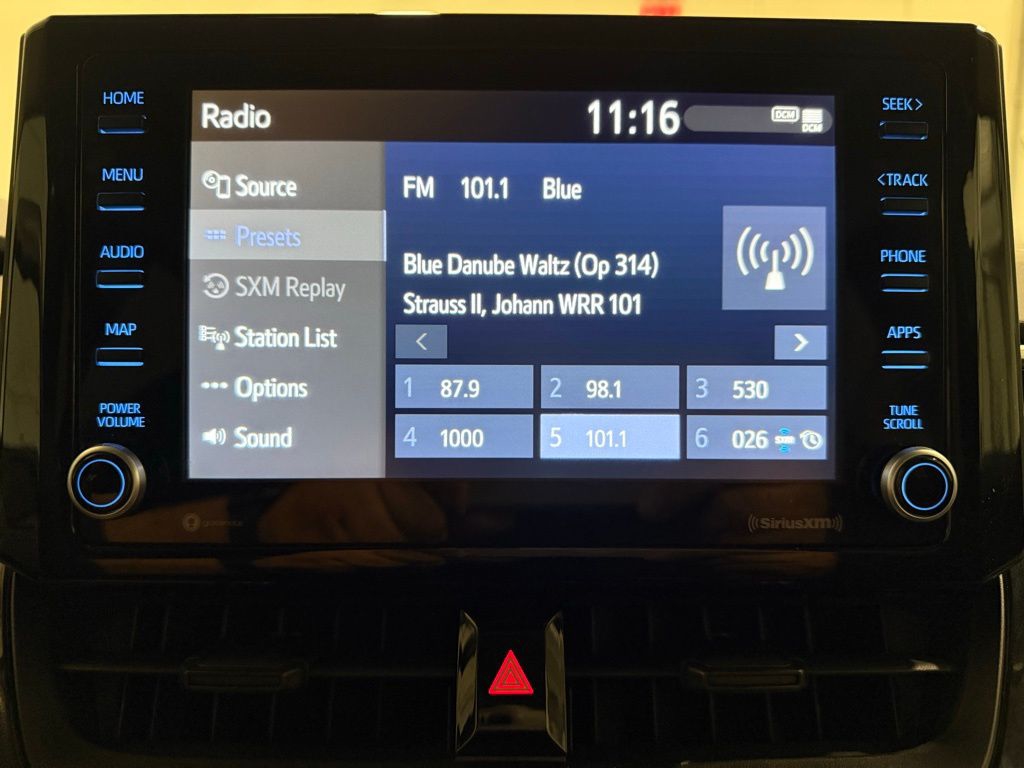 HOME
MENU
AUDIO
MAP
POWER
VOLUME
Radio
11:16
DCM
DCM
Source
Presets
SXM Replay
Station List
Options
Sound
FM 101.1 Blue
Blue Danube Waltz (Op 314)
Strauss II, Johann WRR 101
< >
1 87.9
2 98.1
3 530
4 1000
5 101.1
6 026 SXM
SEEK >
< TRACK
PHONE
APPS
TUNE
SCROLL
SiriusXM